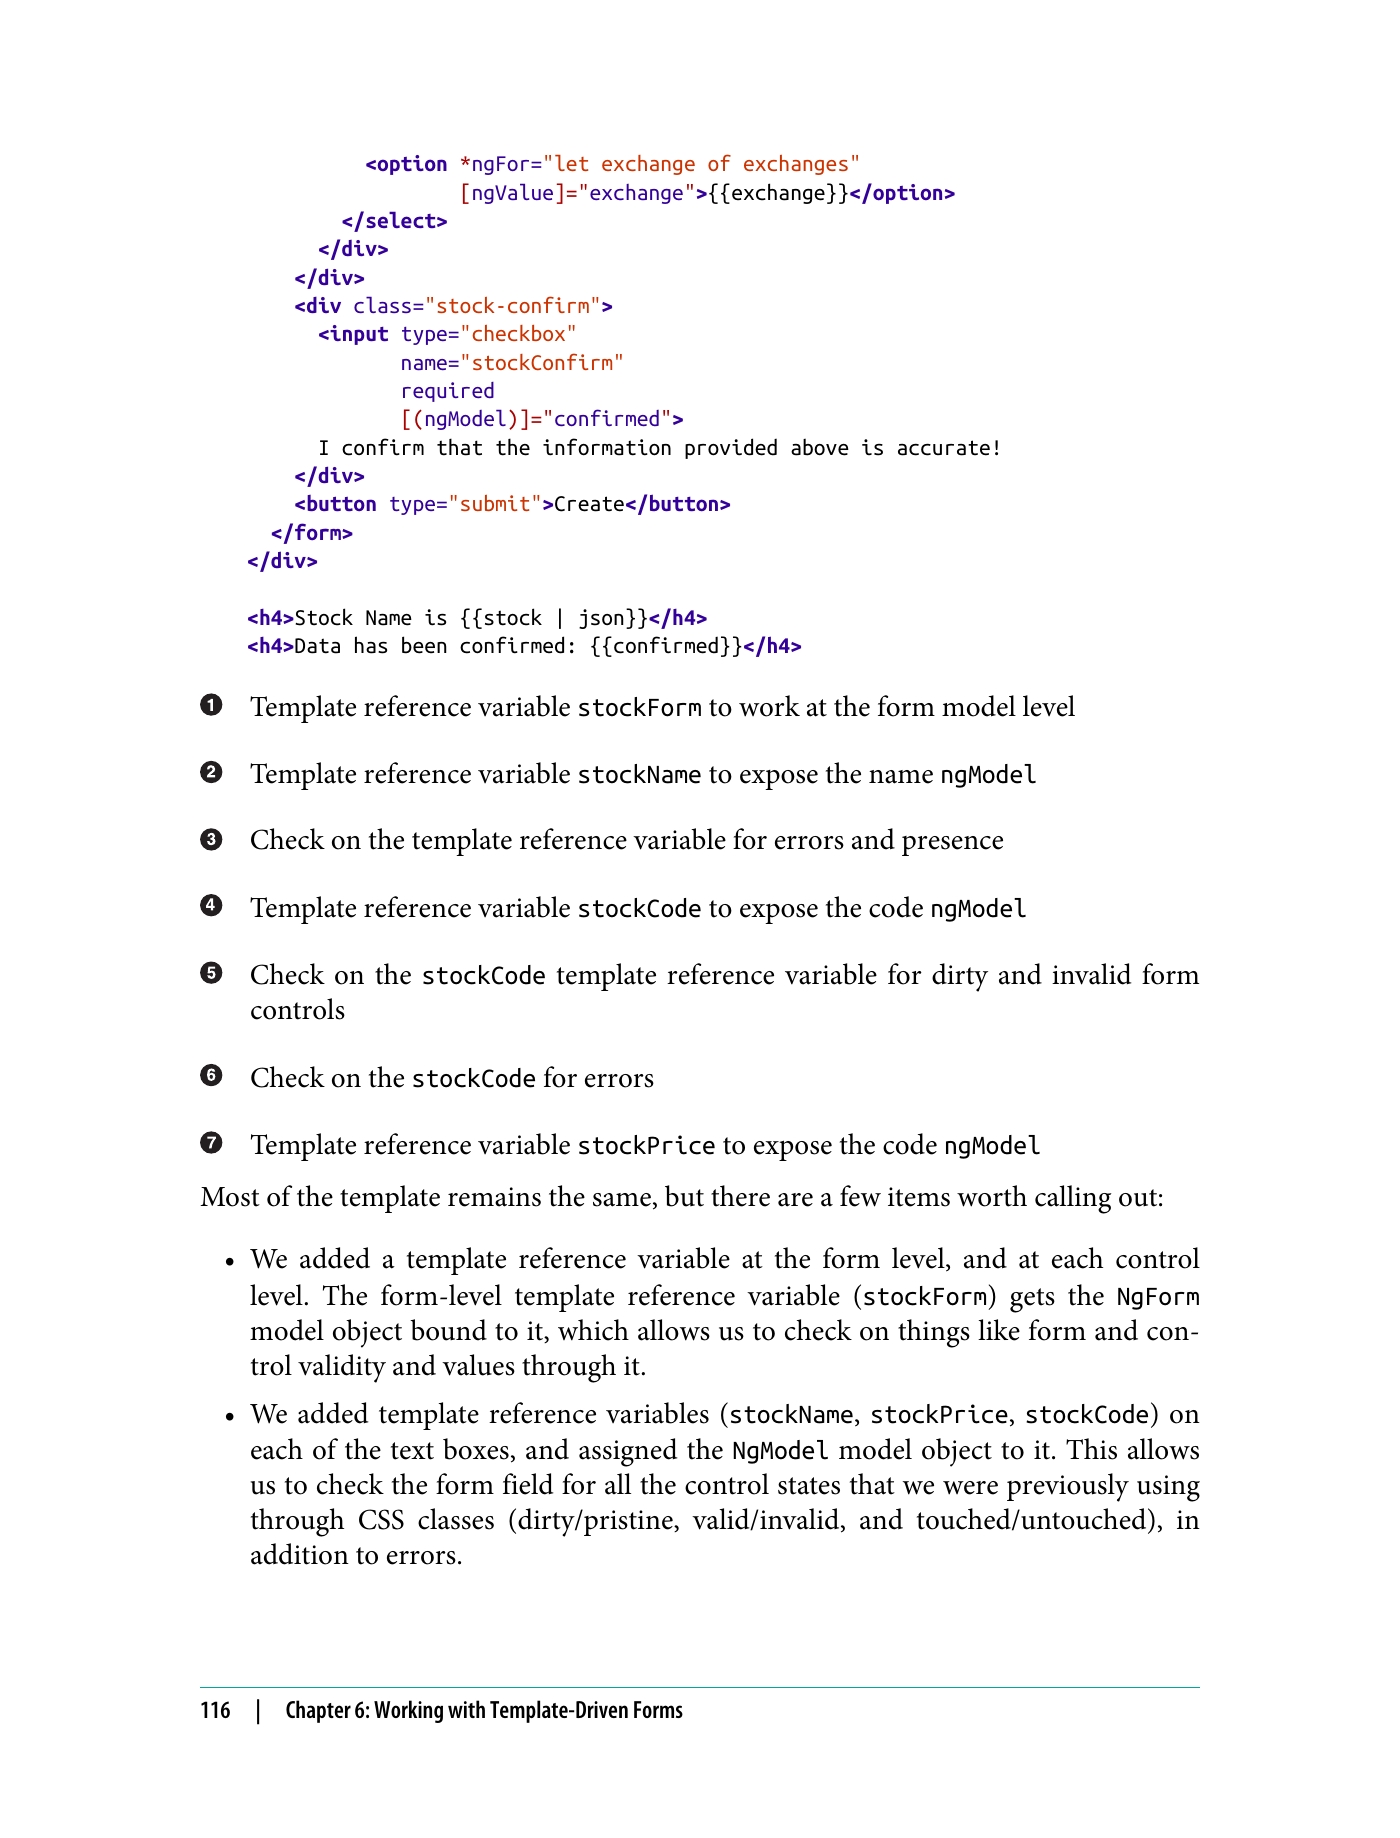 <option *ngFor="let exchange of exchanges"
[ngValue]="exchange">{{exchange}}</option>
</select>
</div>
</div>
<div class="stock-confirm">
<input type="checkbox"
name="stockConfirm"
required
[(ngModel)]="confirmed">
I confirm that the information provided above is accurate!
</div>
<button type="submit">Create</button>
</form>
</div>
<h4>Stock Name is {{stock | json}}</h4>
<h4>Data has been confirmed: {{confirmed}}</h4>
1 Template reference variable stockForm to work at the form model level
2 Template reference variable stockName to expose the name ngModel
3 Check on the template reference variable for errors and presence
4 Template reference variable stockCode to expose the code ngModel
5 Check on the stockCode template reference variable for dirty and invalid form
controls
6 Check on the stockCode for errors
7 Template reference variable stockPrice to expose the code ngModel
Most of the template remains the same, but there are a few items worth calling out:
• We added a template reference variable at the form level, and at each control
level. The form-level template reference variable (stockForm) gets the NgForm
model object bound to it, which allows us to check on things like form and con-
trol validity and values through it.
• We added template reference variables (stockName, stockPrice, stockCode) on
each of the text boxes, and assigned the NgModel model object to it. This allows
us to check the form field for all the control states that we were previously using
through CSS classes (dirty/pristine, valid/invalid, and touched/untouched), in
addition to errors.
116 | Chapter 6: Working with Template-Driven Forms